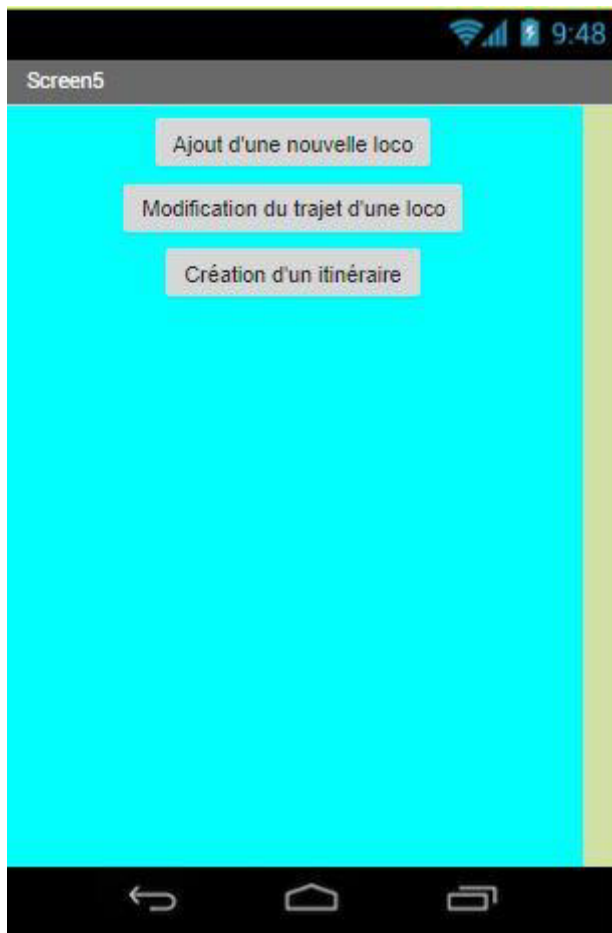 9:48
Screen5
Ajout d'une nouvelle loco
Modification du trajet d'une loco
Création d'un itinéraire